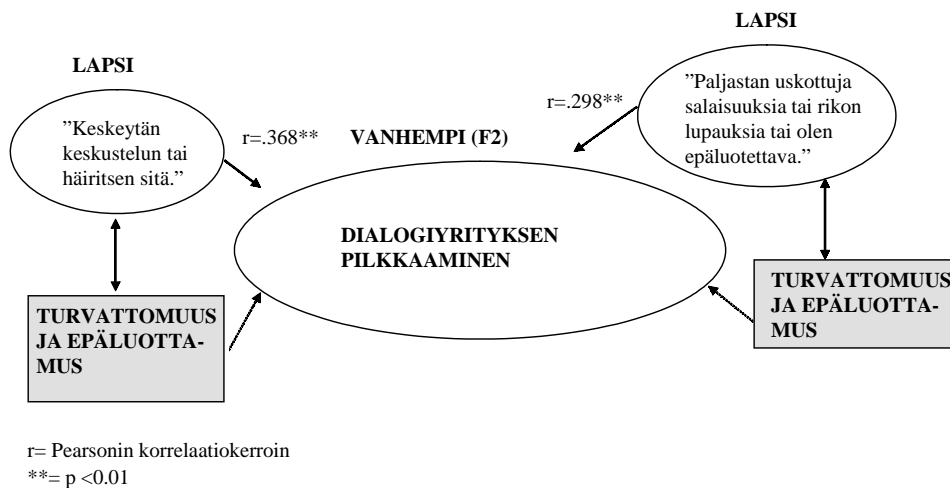 LAPSI
”Keskeytän
keskustelun tai
häiritsen sitä.”
r=.368**
VANHEMPI (F2)
r=.298**
LAPSI
”Paljastan uskottuja
salaisuuksia tai rikon
lupauksia tai olen
epäluotettava.”
DIALOGIYRITYKSEN
PILKKAAMINEN
TURVATTOMUUS
JA EPÄLUOTTA-
MUS
TURVATTOMUUS
JA EPÄLUOTTA-
MUS
r= Pearsonin korrelaatiokerroin
**= p <0.01